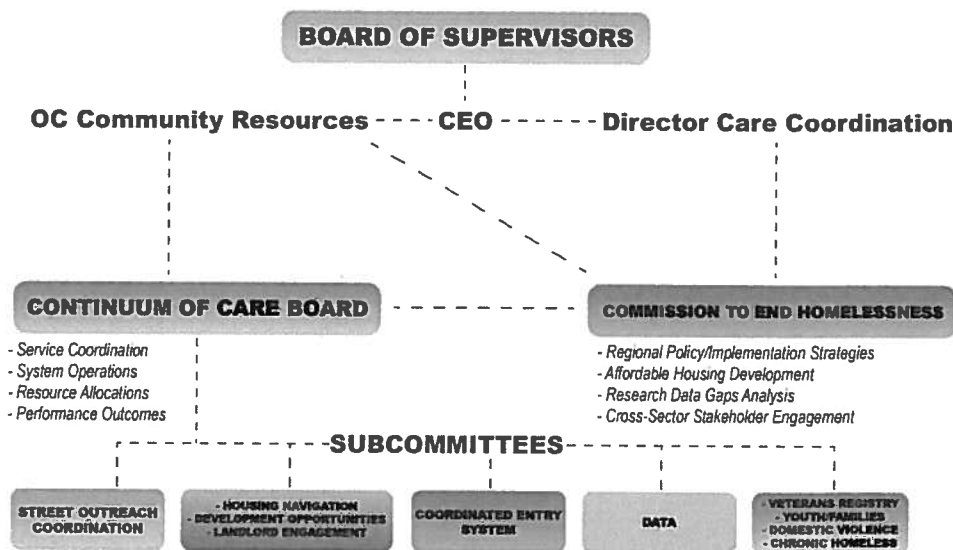 BOARD OF SUPERVISORS
OC Community Resources
CEO
Director Care Coordination
CONTINUUM OF CARE BOARD
- Service Coordination
- System Operations
- Resource Allocations
- Performance Outcomes
COMMISSION TO END HOMELESSNESS
- Regional Policy/Implementation Strategies
- Affordable Housing Development
- Research Data Gaps Analysis
- Cross-Sector Stakeholder Engagement
SUBCOMMITTEES
STREET OUTREACH
COORDINATION
- HOUSING NAVIGATION
- DEVELOPMENT OPPORTUNITIES
- LANDLORD ENGAGEMENT
COORDINATED ENTRY
SYSTEM
DATA
- VETERANS REGISTRY
- YOUTH/FAMILIES
- DOMESTIC VIOLENCE
- CHRONIC HOMELESS